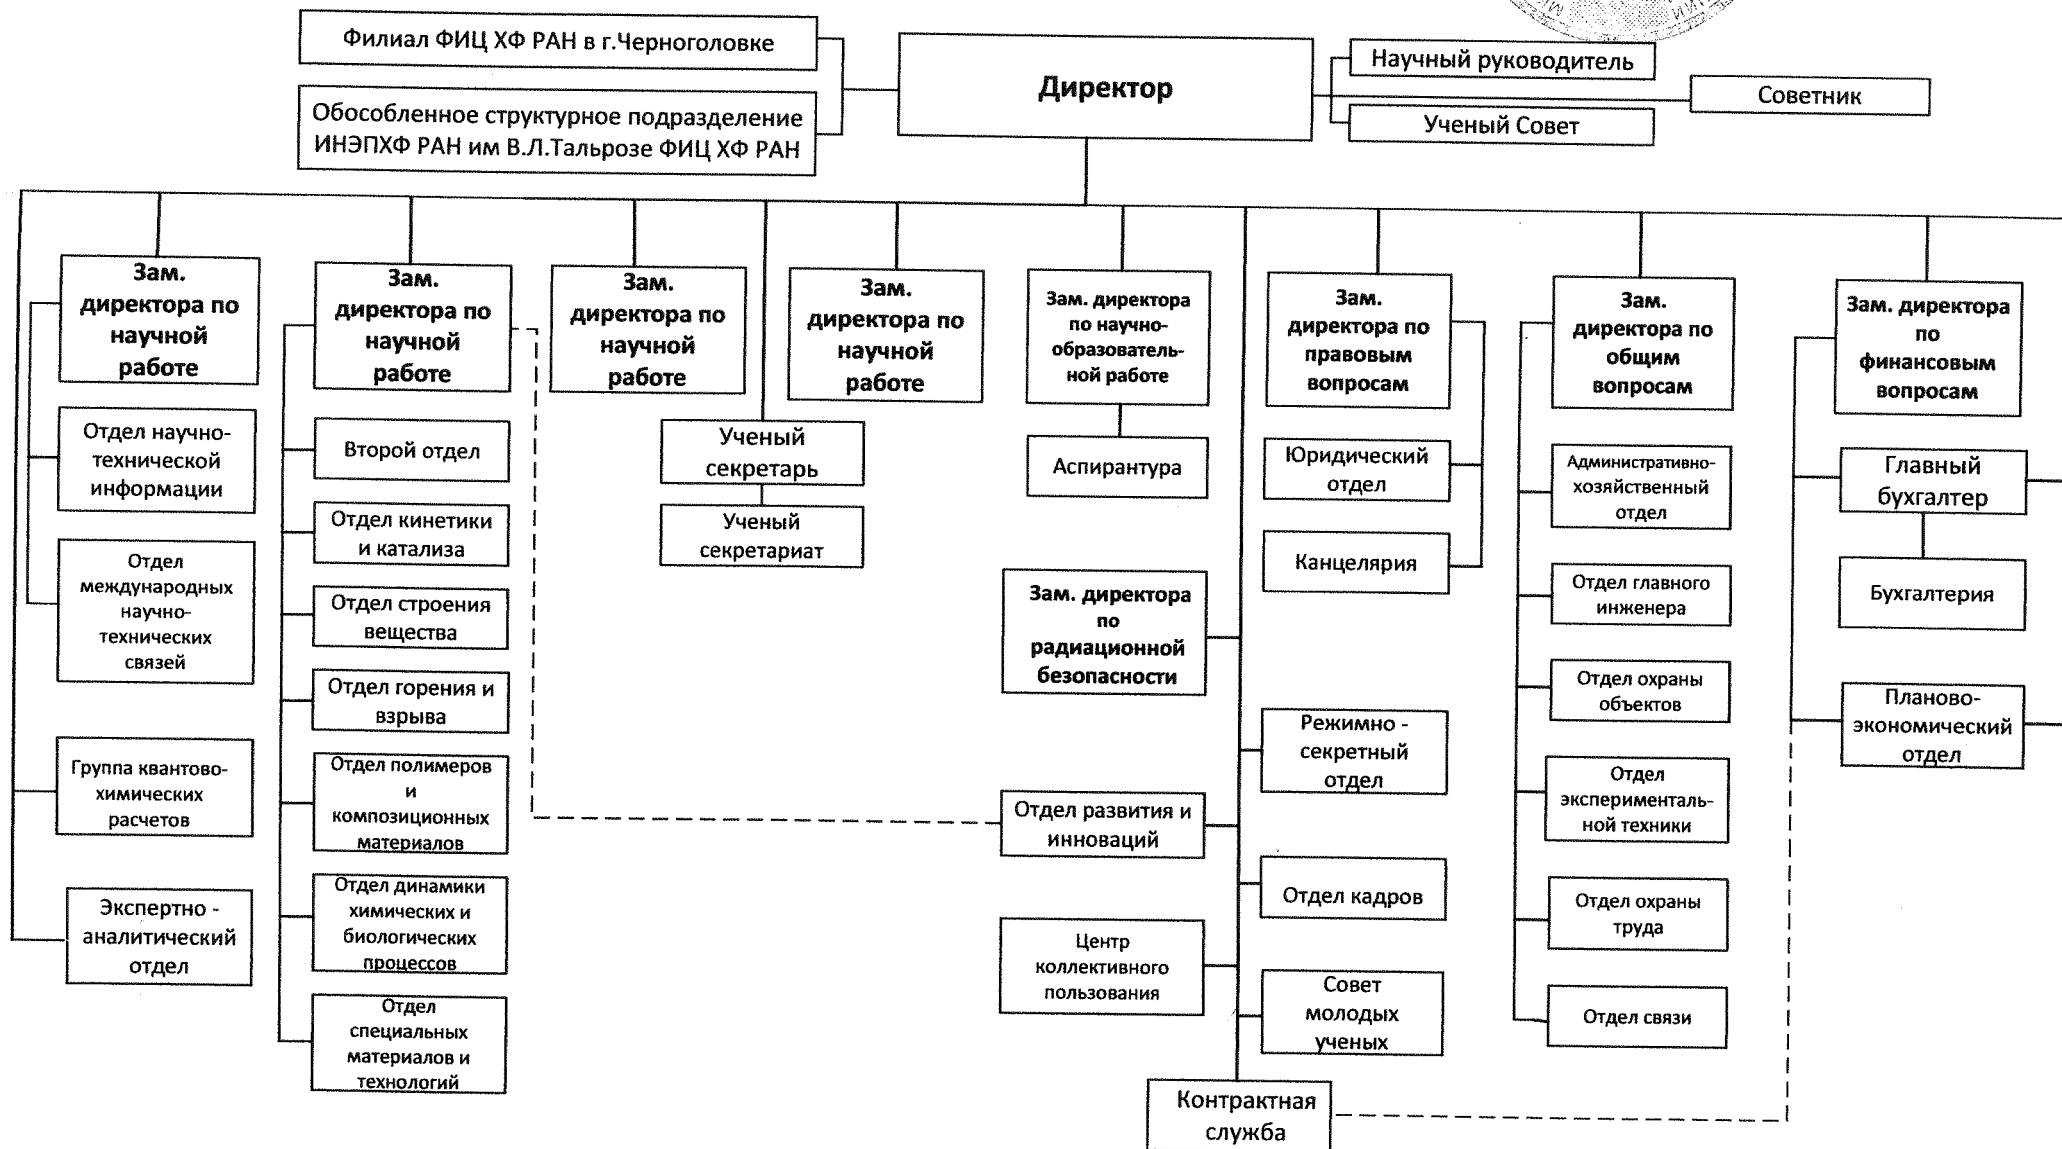 Филиал ФИЦ ХФ РАН в г.Черноголовке
Обособленное структурное подразделение
ИНЭПХФ РАН им В.Л.Тальрозе ФИЦ ХФ РАН
Директор
Научный руководитель
Ученый Совет
Советник
Зам.
директора по
научной
работе
Отдел научно-
технической
информации
Отдел
международных
научно-
технических
связей
Группа квантово-
химических
расчетов
Экспертно -
аналитический
отдел
Зам.
директора по
научной
работе
Второй отдел
Отдел кинетики
и катализа
Отдел строения
вещества
Отдел горения и
взрыва
Отдел полимеров
и
композиционных
материалов
Отдел динамики
химических и
биологических
процессов
Отдел
специальных
материалов и
технологий
Зам.
директора по
научной
работе
Ученый
секретарь
Ученый
секретариат
Зам.
директора по
научной
работе
Зам. директора
по научно-
образователь-
ной работе
Аспирантура
Зам. директора
по
радиационной
безопасности
Отдел развития и
инноваций
Центр
коллективного
пользования
Контрактная
служба
Зам.
директора по
правовым
вопросам
Юридический
отдел
Канцелярия
Режимно -
секретный
отдел
Отдел кадров
Совет
молодых
ученых
Зам.
директора по
общим
вопросам
Административно-
хозяйственный
отдел
Отдел главного
инженера
Отдел охраны
объектов
Отдел
эксперименталь-
ной техники
Отдел охраны
труда
Отдел связи
Зам. директора
по
финансовым
вопросам
Главный
бухгалтер
Бухгалтерия
Планово-
экономический
отдел